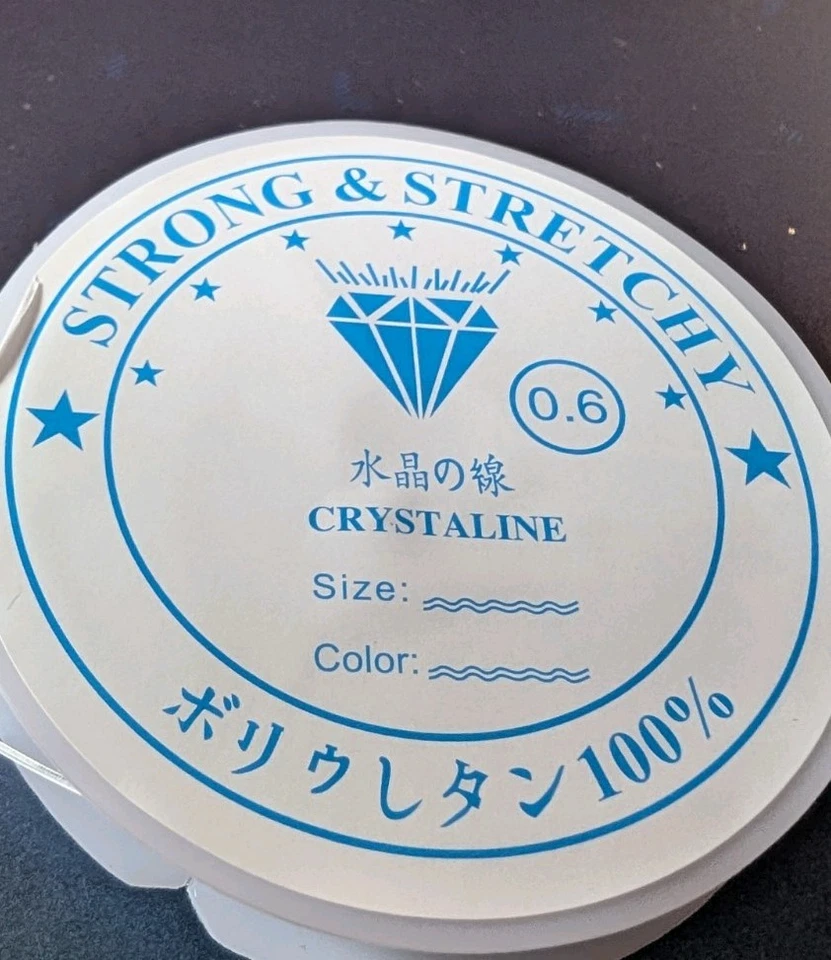 STRONG & STRETCHY
0.6
水晶の線
CRYSTALINE
Size:
Color:
ボリウしタン100%